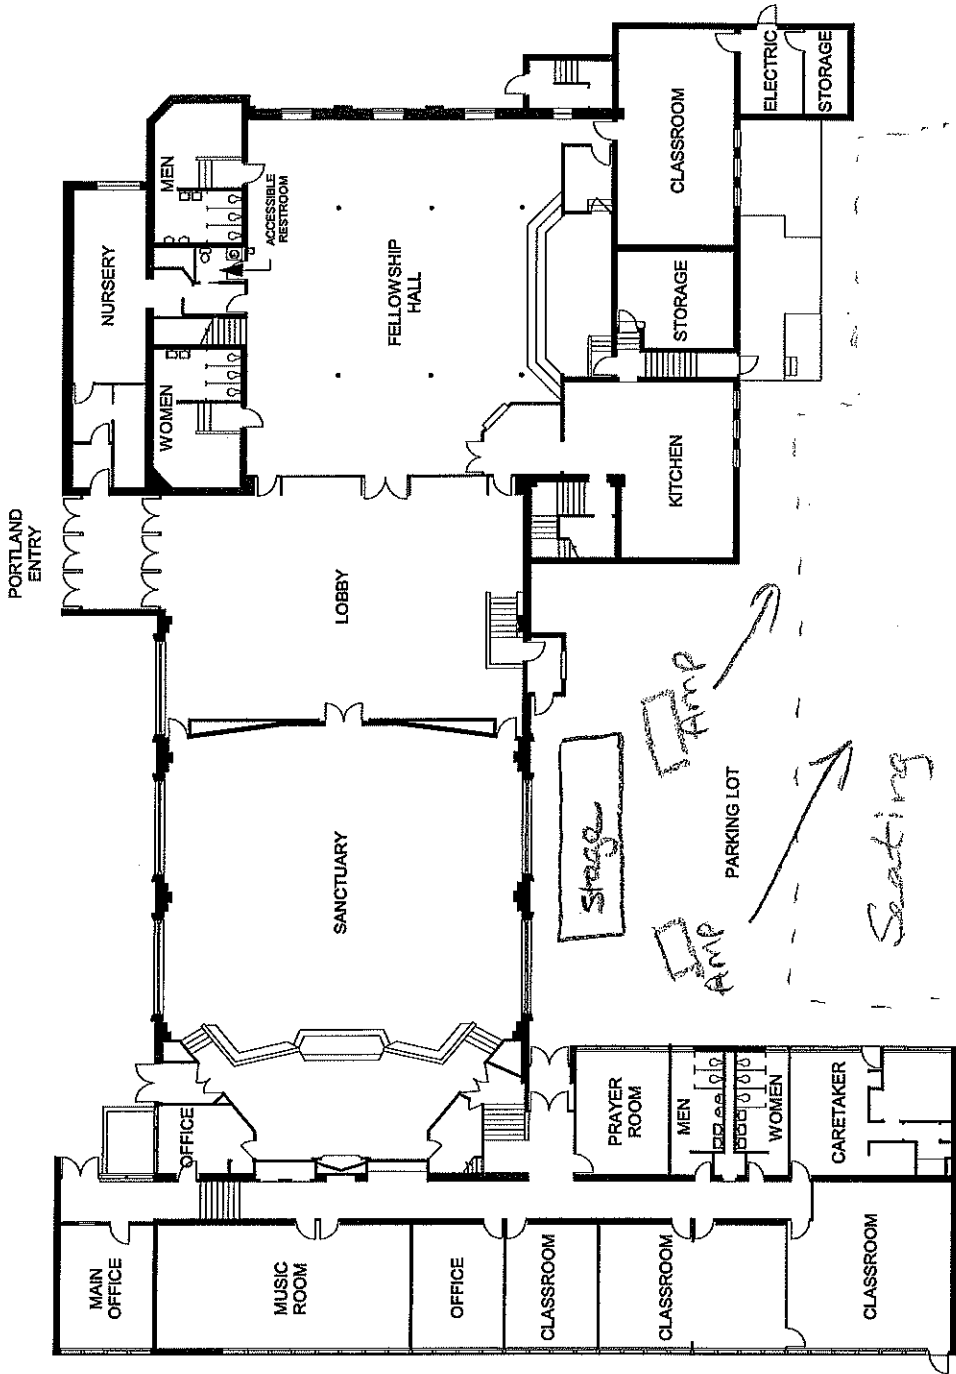 PORTLAND
ENTRY
NURSERY
MEN
WOMEN
ACCESSIBLE
RESTROOM
FELLOWSHIP
HALL
CLASSROOM
ELECTRIC
STORAGE
STORAGE
KITCHEN
LOBBY
SANCTUARY
Stage
Amp
Amp
PARKING LOT
Seating
OFFICE
PRAYER
ROOM
MEN
WOMEN
CARETAKER
MAIN
OFFICE
MUSIC
ROOM
OFFICE
CLASSROOM
CLASSROOM
CLASSROOM